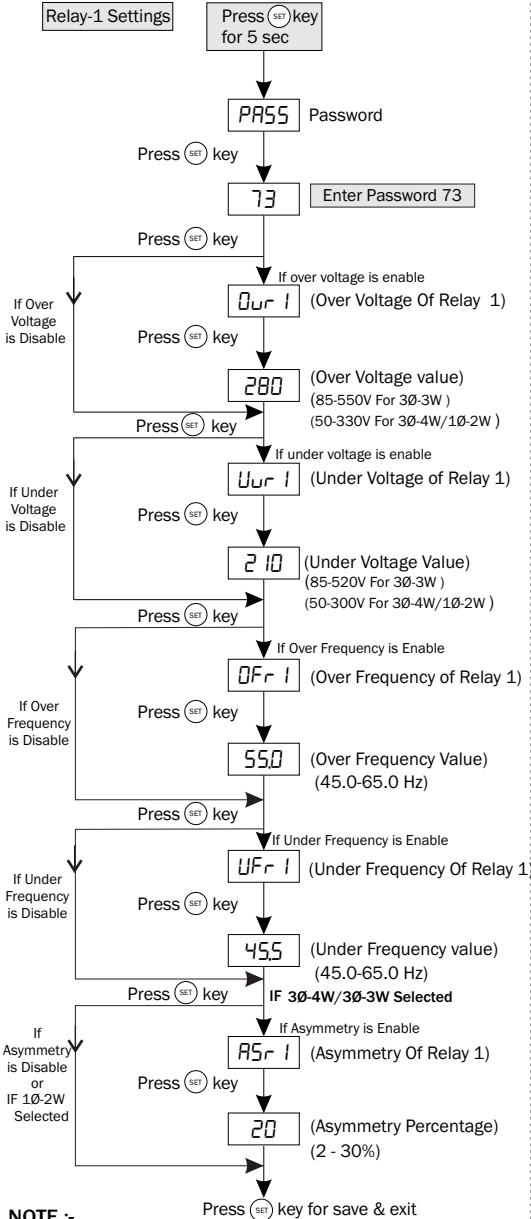 Relay-1 Settings
Press SET key
for 5 sec
PASS Password
Press SET key
73 Enter Password 73
Press SET key
If over voltage is enable
If Over
Voltage
is Disable
Ovr 1 (Over Voltage Of Relay 1)
Press SET key
280 (Over Voltage value)
(85-550V For 3Ø-3W )
(50-330V For 3Ø-4W/1Ø-2W )
Press SET key
If under voltage is enable
If Under
Voltage
is Disable
Uvr 1 (Under Voltage of Relay 1)
Press SET key
210 (Under Voltage Value)
(85-520V For 3Ø-3W )
(50-300V For 3Ø-4W/1Ø-2W )
Press SET key
If Over Frequency is Enable
If Over
Frequency
is Disable
OFr 1 (Over Frequency of Relay 1)
Press SET key
55.0 (Over Frequency Value)
(45.0-65.0 Hz)
Press SET key
If Under Frequency is Enable
If Under
Frequency
is Disable
UFr 1 (Under Frequency Of Relay 1)
Press SET key
45.5 (Under Frequency value)
(45.0-65.0 Hz)
Press SET key IF 3Ø-4W/3Ø-3W Selected
If Asymmetry is Enable
If
Asymmetry
is Disable
or
IF 1Ø-2W
Selected
ASr 1 (Asymmetry Of Relay 1)
Press SET key
20 (Asymmetry Percentage)
(2 - 30%)
Press SET key for save & exit
NOTE :-